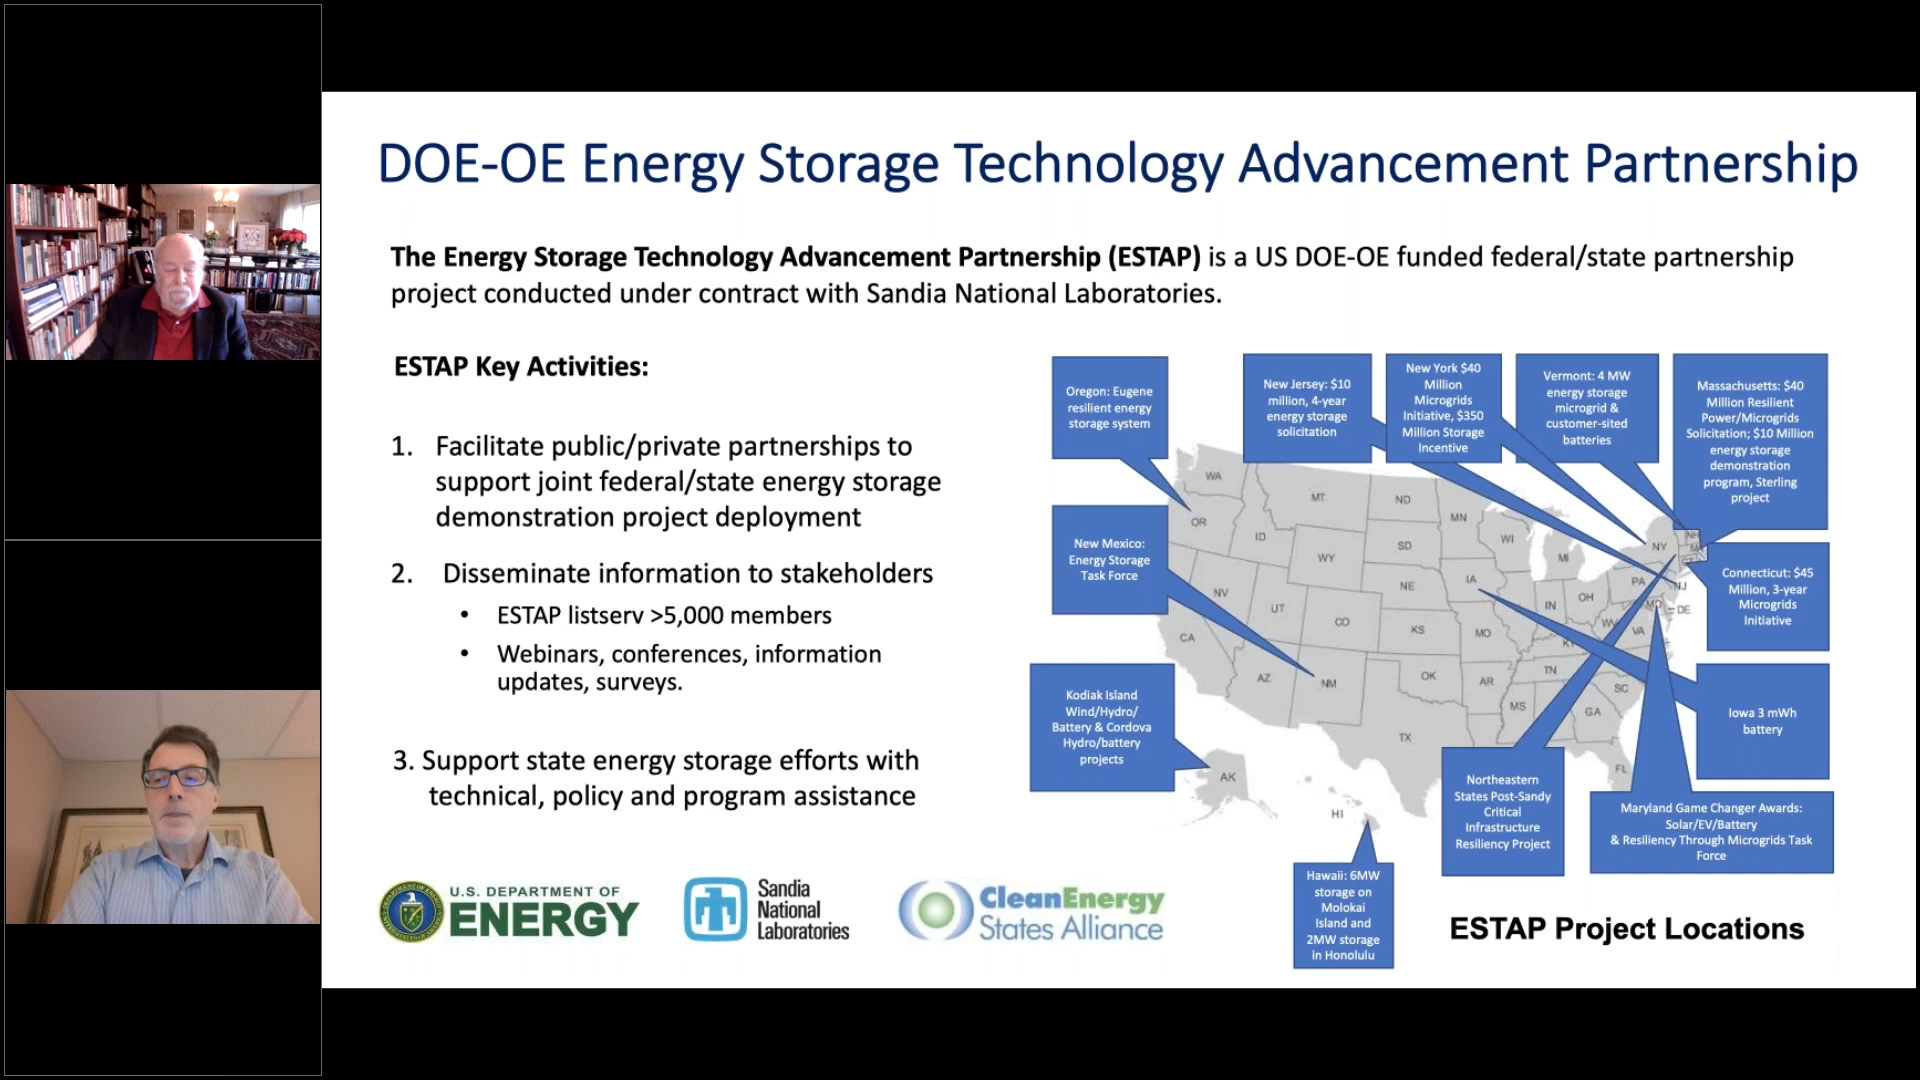 DOE-OE Energy Storage Technology Advancement Partnership
The Energy Storage Technology Advancement Partnership (ESTAP) is a US DOE-OE funded federal/state partnership
project conducted under contract with Sandia National Laboratories.
ESTAP Key Activities:
1. Facilitate public/private partnerships to
support joint federal/state energy storage
demonstration project deployment
2. Disseminate information to stakeholders
• ESTAP listserv >5,000 members
• Webinars, conferences, information
updates, surveys.
3. Support state energy storage efforts with
technical, policy and program assistance
U.S. DEPARTMENT OF
ENERGY
Sandia
National
Laboratories
CleanEnergy
States Alliance
Oregon: Eugene
resilient energy
storage system
New Jersey: $10
million, 4-year
energy storage
solicitation
New York $40
Million
Microgrids
Initiative, $350
Million Storage
Incentive
Vermont: 4 MW
energy storage
microgrid &
customer-sited
batteries
Massachusetts: $40
Million Resilient
Power/Microgrids
Solicitation; $10 Million
energy storage
demonstration
program, Sterling
project
New Mexico:
Energy Storage
Task Force
Connecticut: $45
Million, 3-year
Microgrids
Initiative
Kodiak Island
Wind/Hydro/
Battery & Cordova
Hydro/battery
projects
Iowa 3 mWh
battery
Northeastern
States Post-Sandy
Critical
Infrastructure
Resiliency Project
Maryland Game Changer Awards:
Solar/EV/Battery
& Resiliency Through Microgrids Task
Force
Hawaii: 6MW
storage on
Molokai
Island and
2MW storage
in Honolulu
WA
MT
ND
MN
OR
ID
WY
SD
WI
MI
NY
NH
NV
UT
CO
NE
IA
IN
OH
PA
NJ
MD
DE
CA
KS
MO
KY
WV
VA
AZ
NM
OK
AR
TN
SC
MS
GA
TX
FL
AK
HI
ESTAP Project Locations